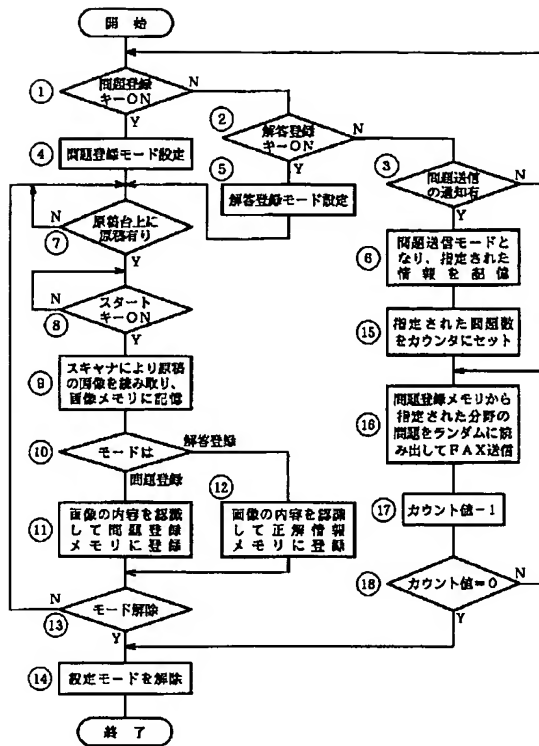 開始
① 問題登録
キーON
N
Y
② 解答登録
キーON
N
Y
③ 問題送信
の通知有
N
Y
④ 問題登録モード設定
⑤ 解答登録モード設定
⑥ 問題送信モードと
なり、指定された
情報を記憶
⑦ 原稿台上に
原稿有り
N
Y
⑧ スタート
キーON
N
Y
⑨ スキャナにより原稿
の画像を読み取り、
画像メモリに記憶
⑩ モードは
解答登録
問題登録
⑪ 画像の内容を認識
して問題登録
メモリに登録
⑫ 画像の内容を認識
して正解情報
メモリに登録
⑬ モード解除
N
Y
⑭ 設定モードを解除
終了
⑮ 指定された問題数
をカウンタにセット
⑯ 問題登録メモリから
指定された分野の
問題をランダムに読
み出してFAX送信
⑰ カウント値-1
⑱ カウント値=0
N
Y